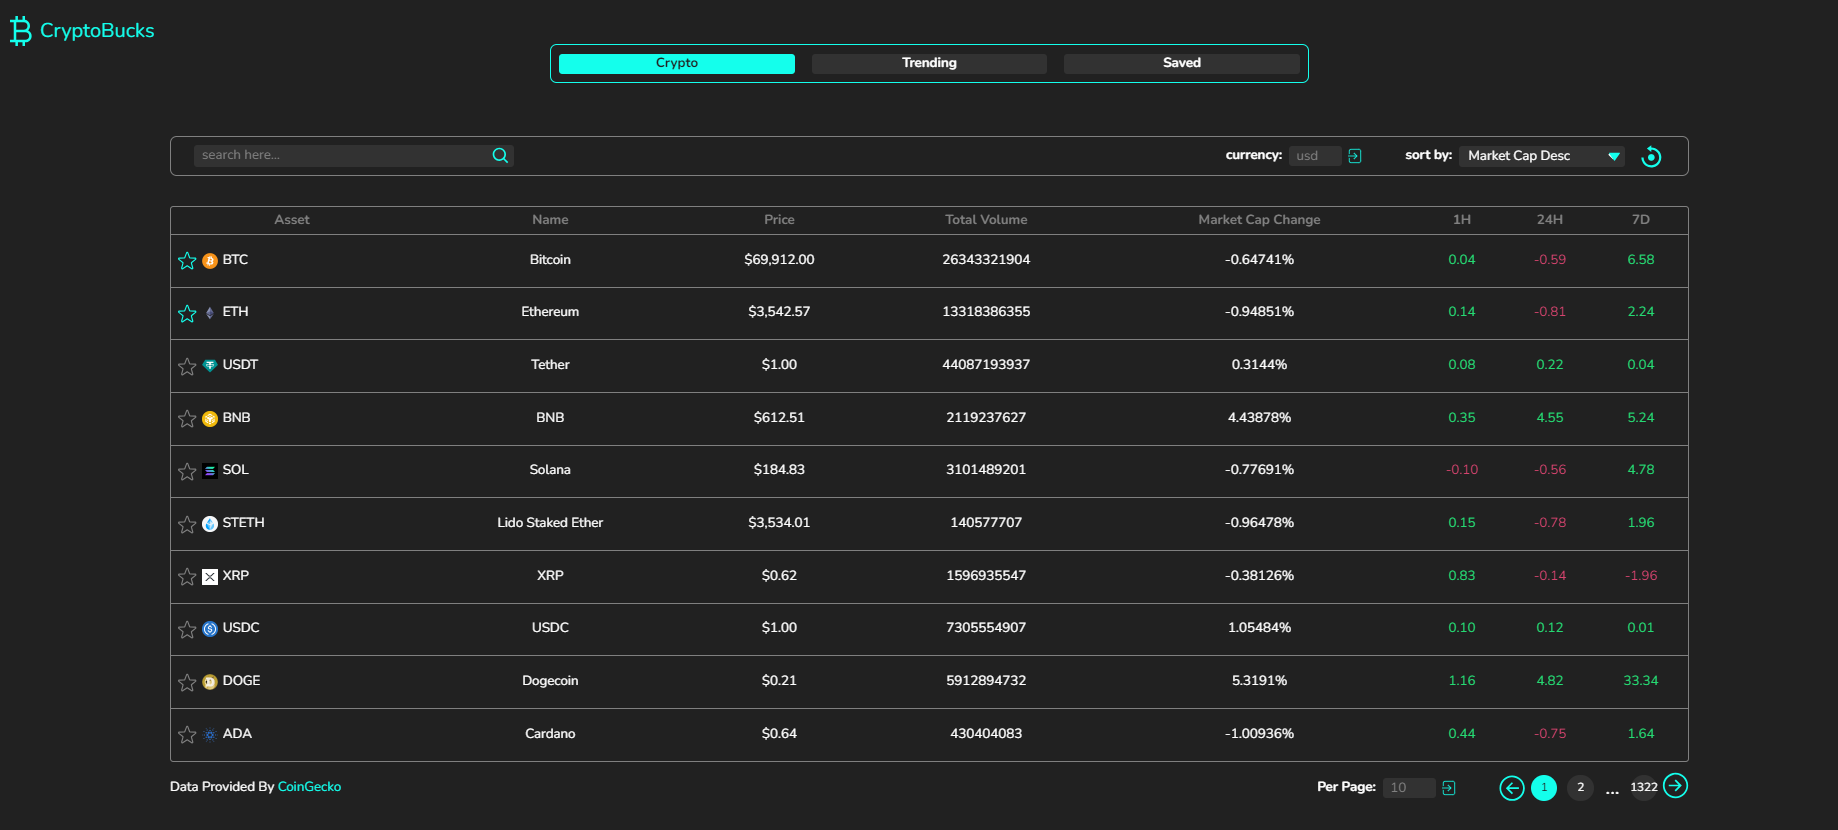 CryptoBucks
Crypto Trending Saved
search here... currency: usd sort by: Market Cap Desc
Asset Name Price Total Volume Market Cap Change 1H 24H 7D
BTC Bitcoin $69,912.00 26343321904 -0.64741% 0.04 -0.59 6.58
ETH Ethereum $3,542.57 13318386355 -0.94851% 0.14 -0.81 2.24
USDT Tether $1.00 44087193937 0.3144% 0.08 0.22 0.04
BNB BNB $612.51 2119237627 4.43878% 0.35 4.55 5.24
SOL Solana $184.83 3101489201 -0.77691% -0.10 -0.56 4.78
STETH Lido Staked Ether $3,534.01 140577707 -0.96478% 0.15 -0.78 1.96
XRP XRP $0.62 1596935547 -0.38126% 0.83 -0.14 -1.96
USDC USDC $1.00 7305554907 1.05484% 0.10 0.12 0.01
DOGE Dogecoin $0.21 5912894732 5.3191% 1.16 4.82 33.34
ADA Cardano $0.64 430404083 -1.00936% 0.44 -0.75 1.64
Data Provided By CoinGecko Per Page: 10 1 2 ... 1322